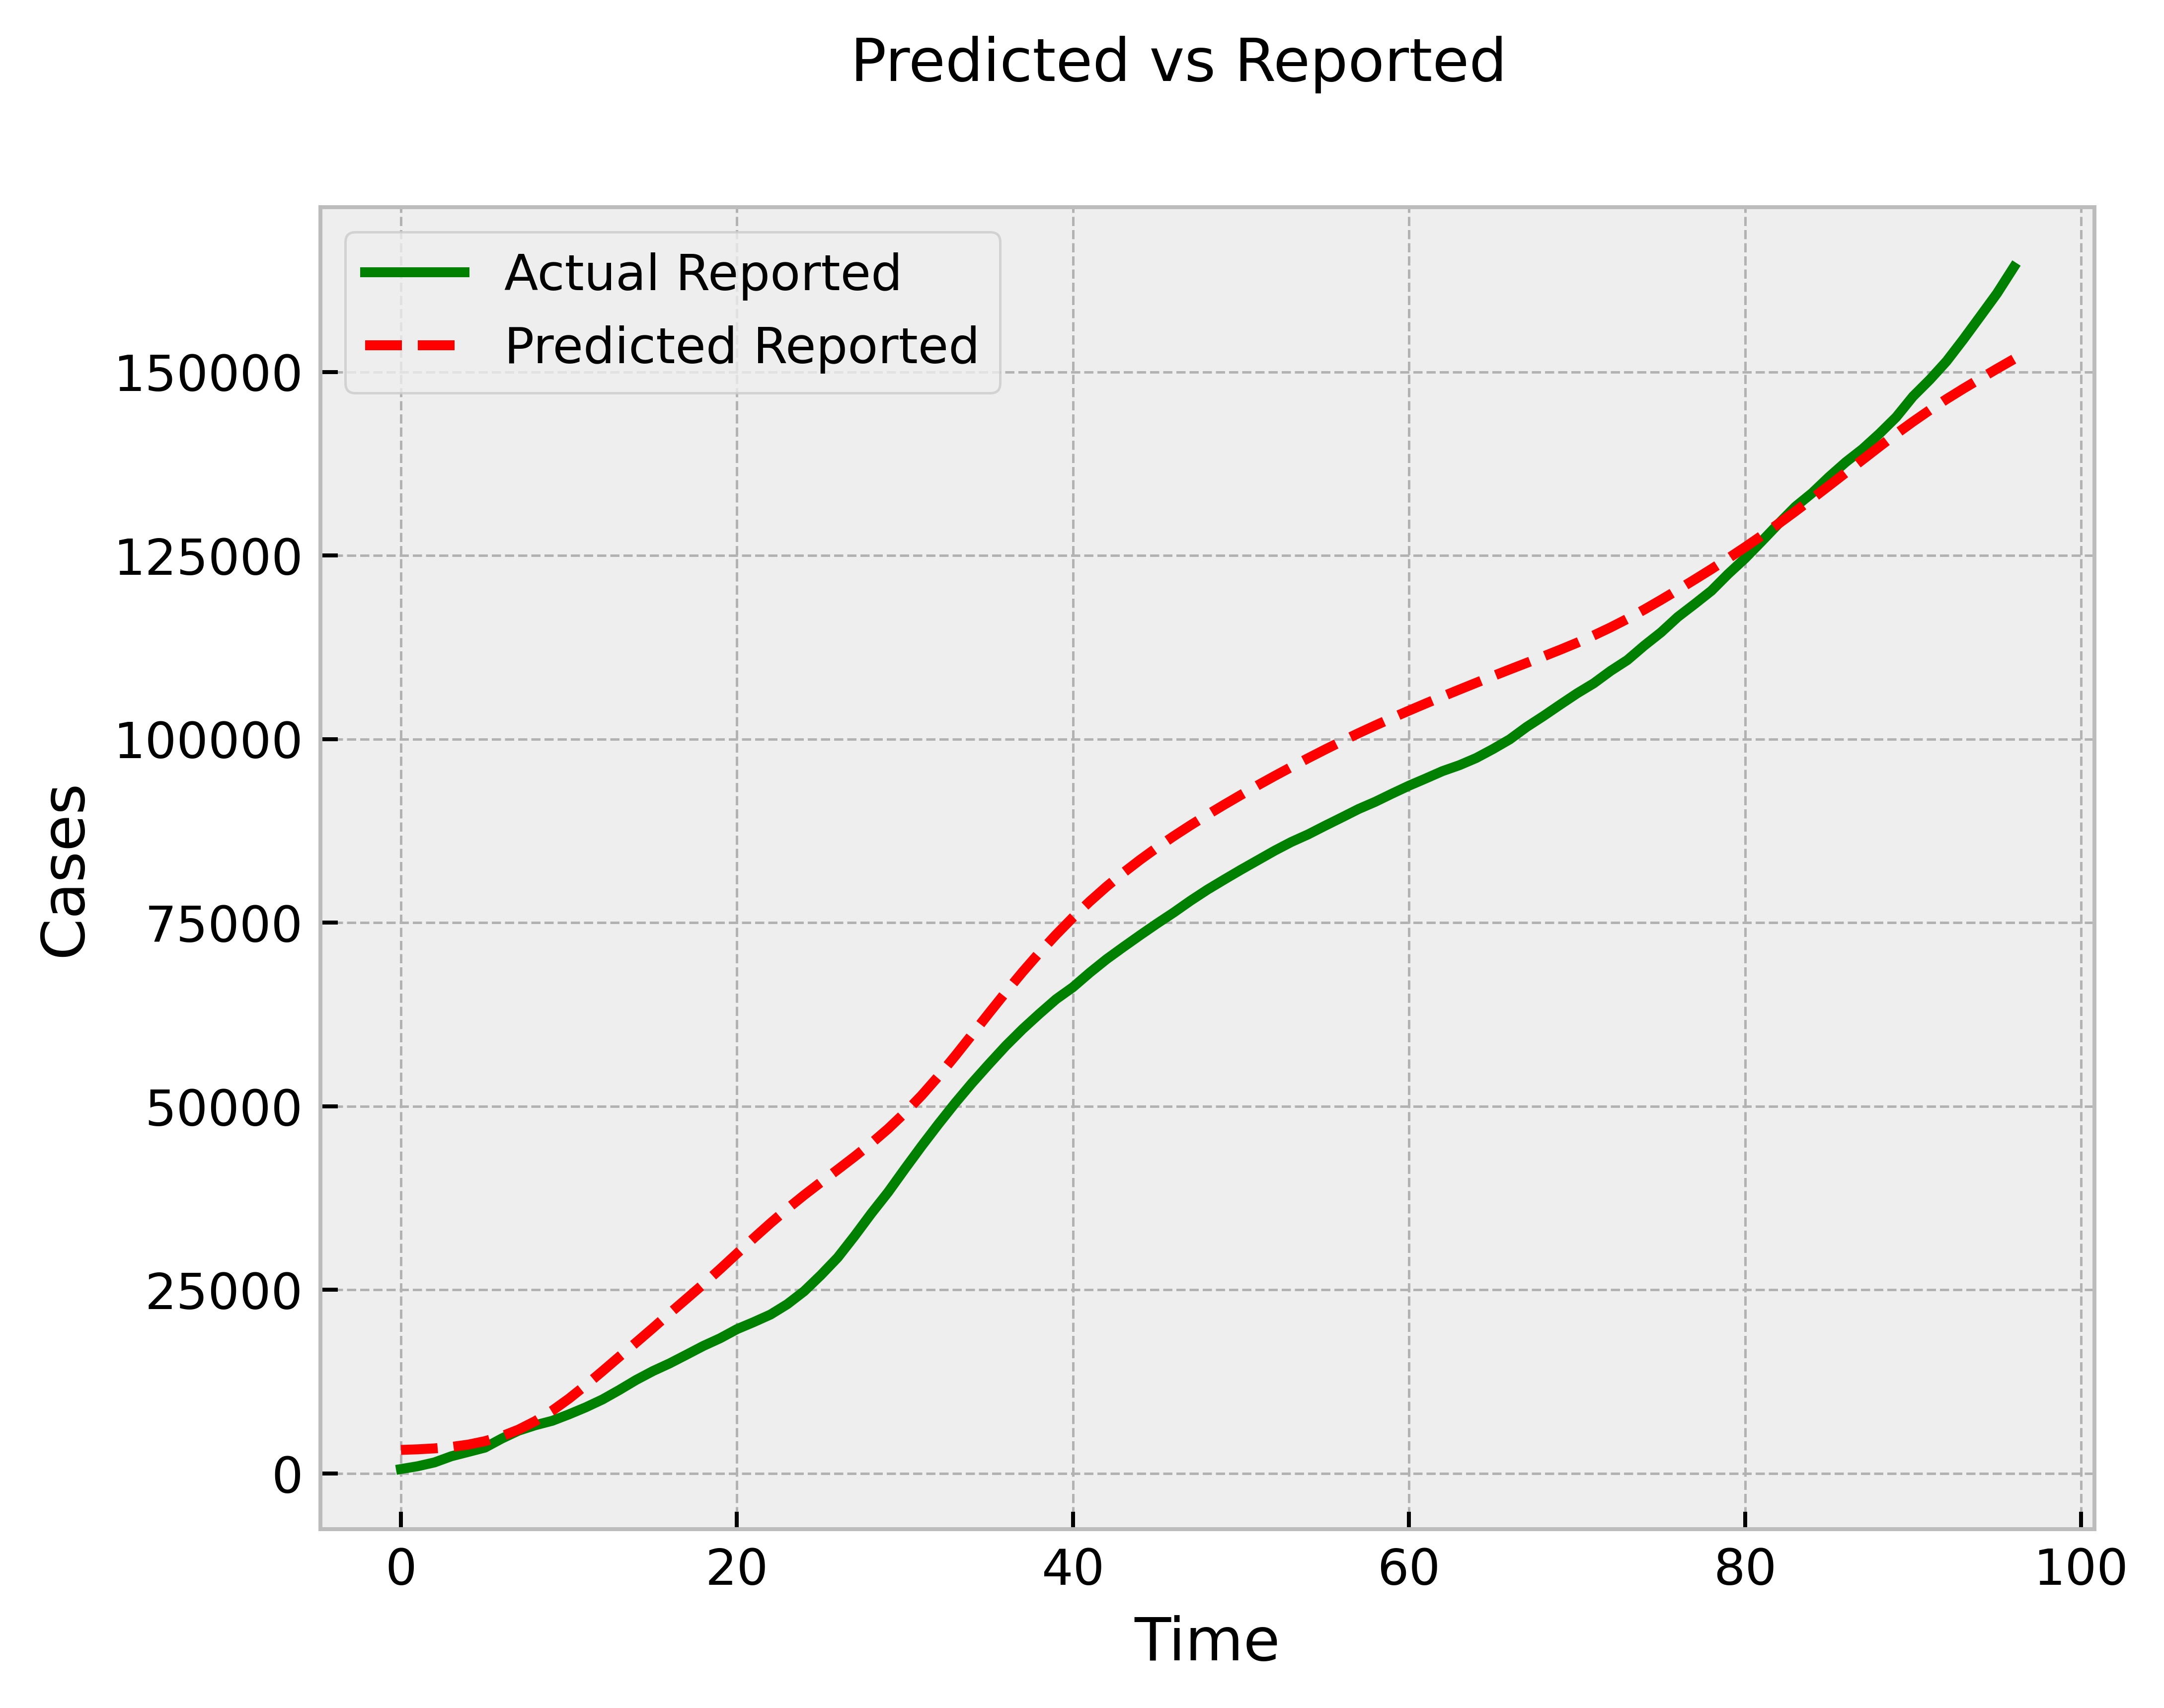 Predicted vs Reported
Actual Reported
Predicted Reported
150000
125000
100000
75000
50000
25000
0
Cases
0 20 40 60 80 100
Time